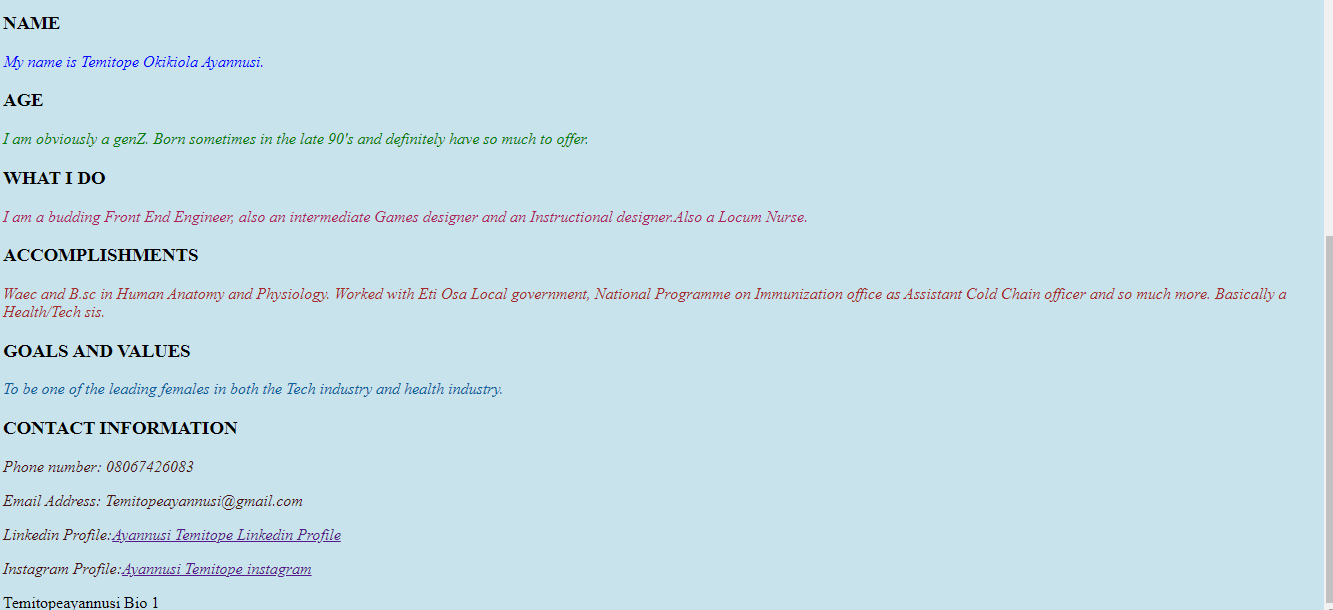 NAME
My name is Temitope Okikiola Ayannusi.
AGE
I am obviously a genZ. Born sometimes in the late 90's and definitely have so much to offer.
WHAT I DO
I am a budding Front End Engineer, also an intermediate Games designer and an Instructional designer.Also a Locum Nurse.
ACCOMPLISHMENTS
Waec and B.sc in Human Anatomy and Physiology. Worked with Eti Osa Local government, National Programme on Immunization office as Assistant Cold Chain officer and so much more. Basically a
Health/Tech sis.
GOALS AND VALUES
To be one of the leading females in both the Tech industry and health industry.
CONTACT INFORMATION
Phone number: 08067426083
Email Address: Temitopeayannusi@gmail.com
Linkedin Profile:Ayannusi Temitope Linkedin Profile
Instagram Profile:Ayannusi Temitope instagram
Temitopeayannusi Bio 1